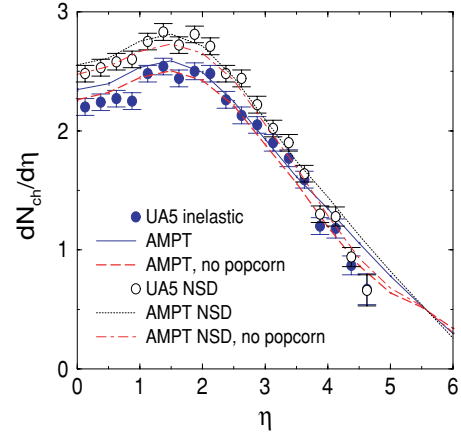 3
2
1
0
dN_ch/dη
UA5 inelastic
AMPT
AMPT, no popcorn
UA5 NSD
AMPT NSD
AMPT NSD, no popcorn
0 1 2 3 4 5 6
η